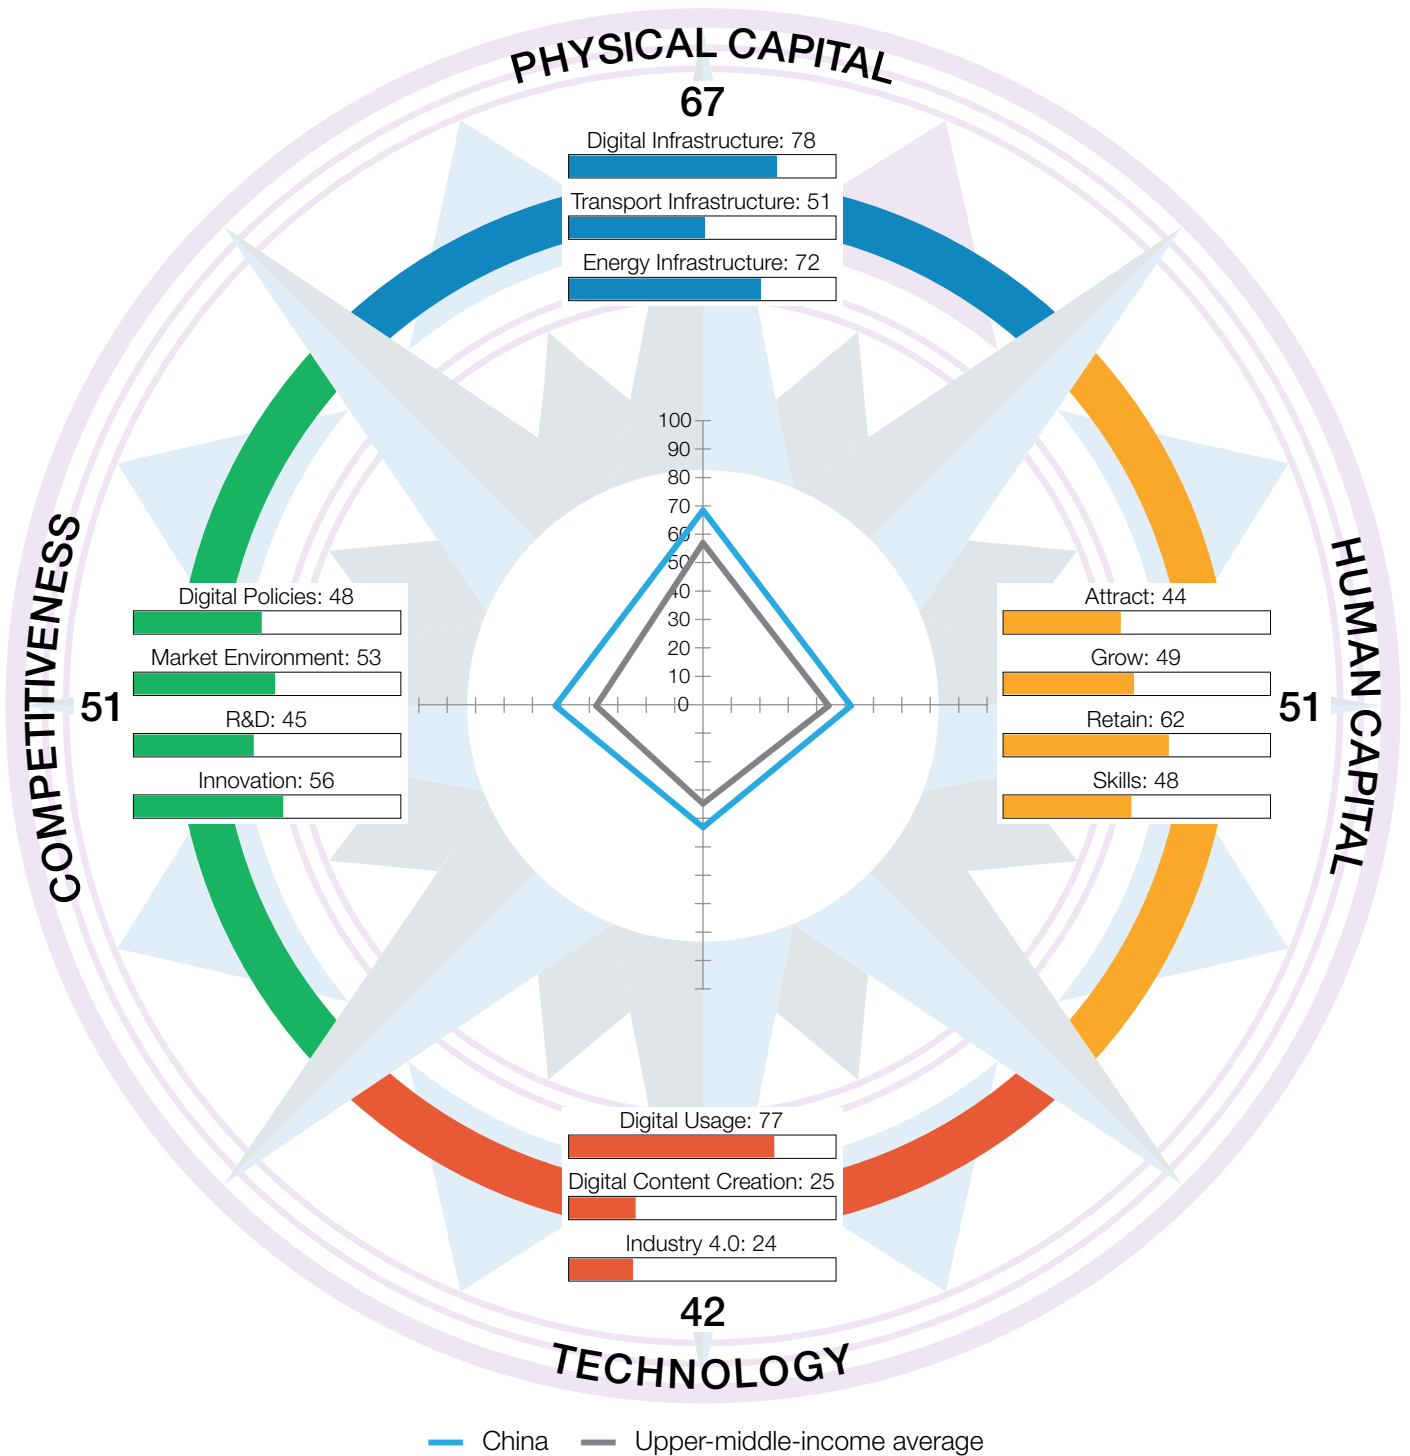 PHYSICAL CAPITAL
67
Digital Infrastructure: 78
Transport Infrastructure: 51
Energy Infrastructure: 72
100
90
80
70
60
50
40
30
20
10
0
COMPETITIVENESS
51
Digital Policies: 48
Market Environment: 53
R&D: 45
Innovation: 56
HUMAN CAPITAL
51
Attract: 44
Grow: 49
Retain: 62
Skills: 48
Digital Usage: 77
Digital Content Creation: 25
Industry 4.0: 24
42
TECHNOLOGY
China
Upper-middle-income average